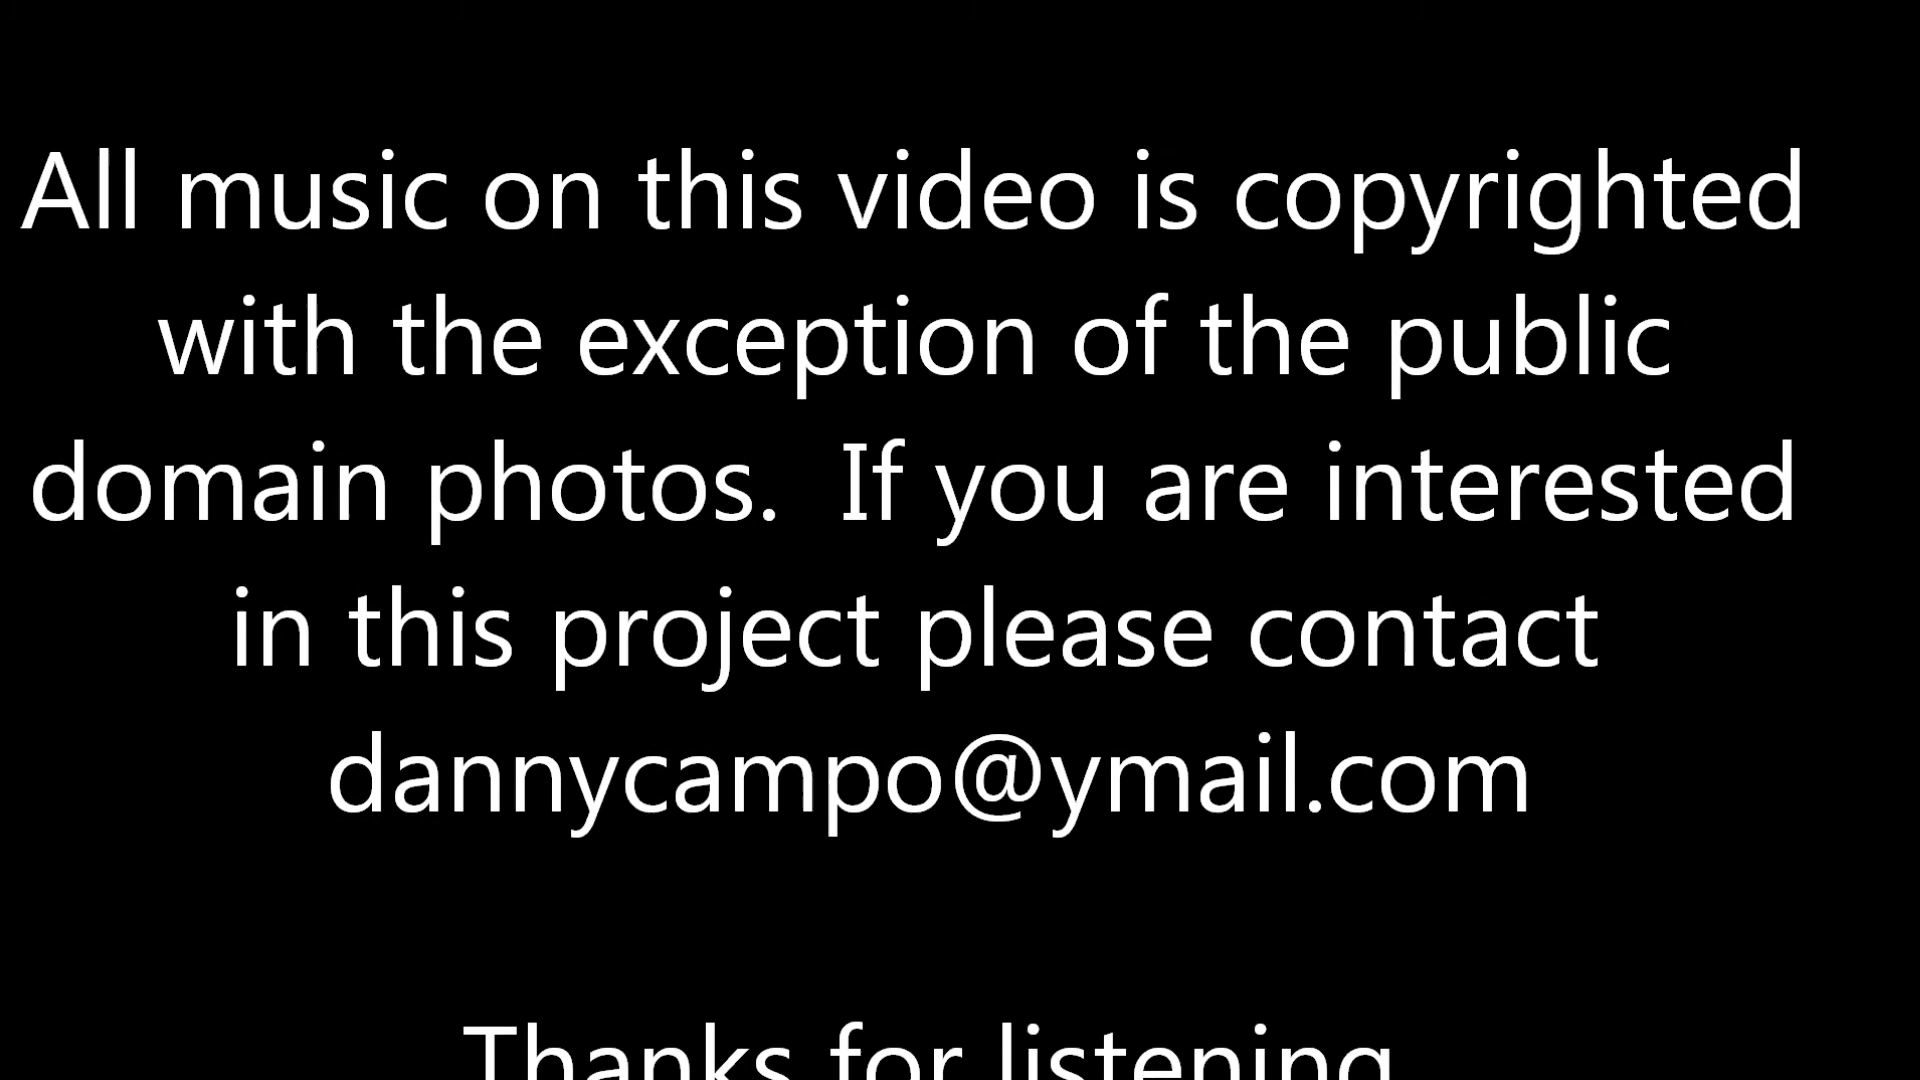 All music on this video is copyrighted
with the exception of the public
domain photos.  If you are interested
in this project please contact
dannycampo@ymail.com
Thanks for listening